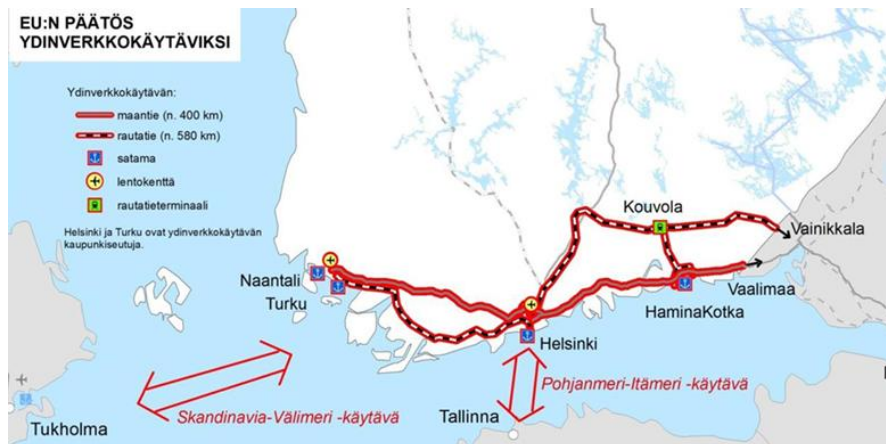 EU:N PÄÄTÖS
YDINVERKKOKÄYTÄVIKSI
Ydinverkkokäytävän:
maantie (n. 400 km)
rautatie (n. 580 km)
satama
lentokenttä
rautatieterminaali
Helsinki ja Turku ovat ydinverkkokäytävän
kaupunkiseutuja.
Kouvola
Vainikkala
Naantali
Turku
Vaalimaa
HaminaKotka
Helsinki
Pohjanmeri-Itämeri -käytävä
Skandinavia-Välimeri -käytävä
Tallinna
Tukholma